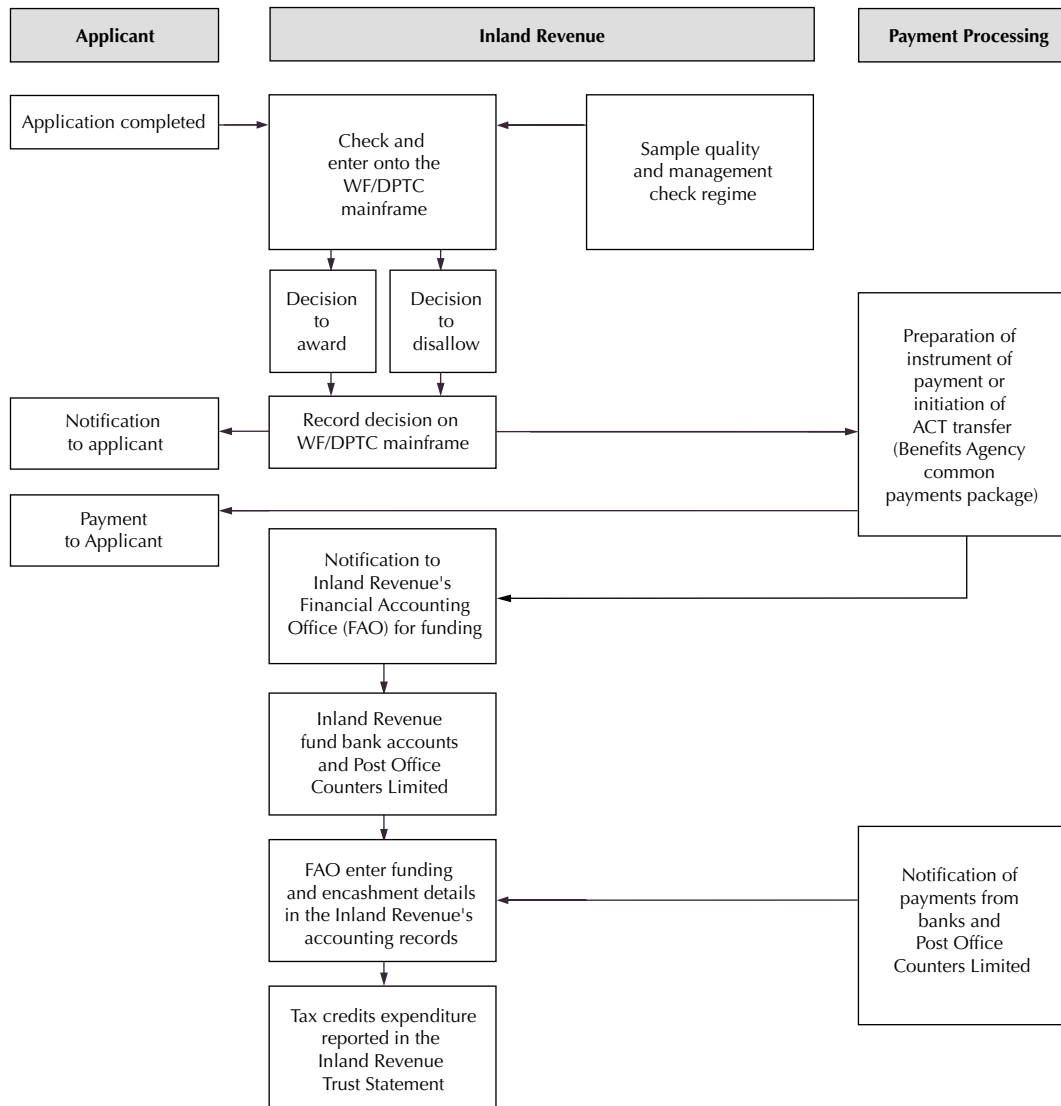 Applicant
Inland Revenue
Payment Processing
Application completed
Check and
enter onto the
WF/DPTC
mainframe
Sample quality
and management
check regime
Decision
to
award
Decision
to
disallow
Preparation of
instrument of
payment or
initiation of
ACT transfer
(Benefits Agency
common
payments package)
Notification
to applicant
Record decision on
WF/DPTC mainframe
Payment
to Applicant
Notification to
Inland Revenue's
Financial Accounting
Office (FAO) for funding
Inland Revenue
fund bank accounts
and Post Office
Counters Limited
FAO enter funding
and encashment details
in the Inland Revenue's
accounting records
Notification of
payments from
banks and
Post Office
Counters Limited
Tax credits expenditure
reported in the
Inland Revenue
Trust Statement